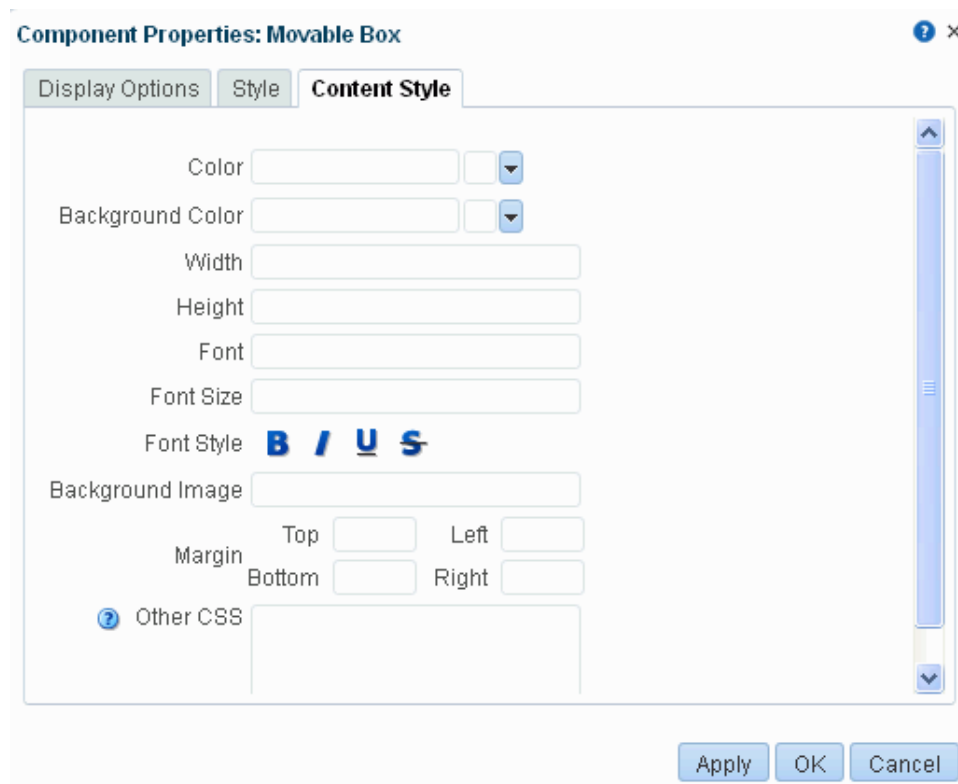 Component Properties: Movable Box
Display Options Style Content Style
Color
Background Color
Width
Height
Font
Font Size
Font Style B I U S
Background Image
Margin Top Left
Bottom Right
Other CSS
Apply OK Cancel